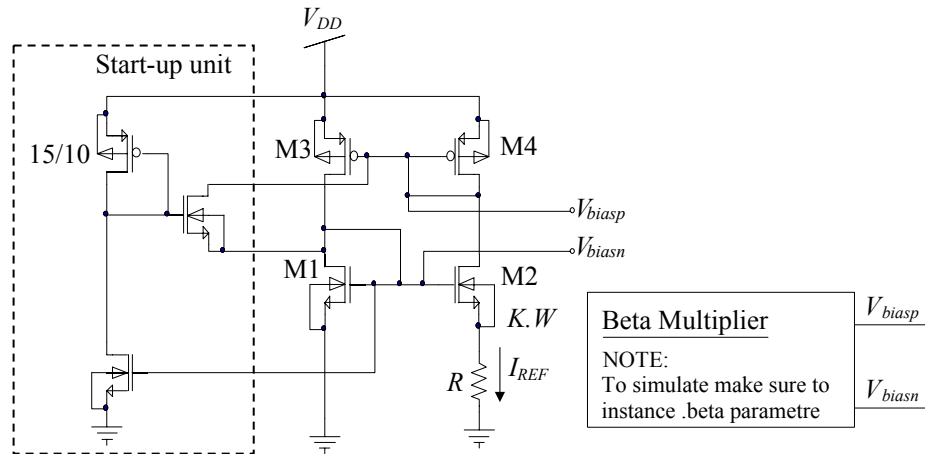 V_DD
Start-up unit
15/10
M3
M4
V_biasp
V_biasn
M1
M2
K.W
R
I_REF
Beta Multiplier
NOTE:
To simulate make sure to
instance .beta parametre
V_biasp
V_biasn